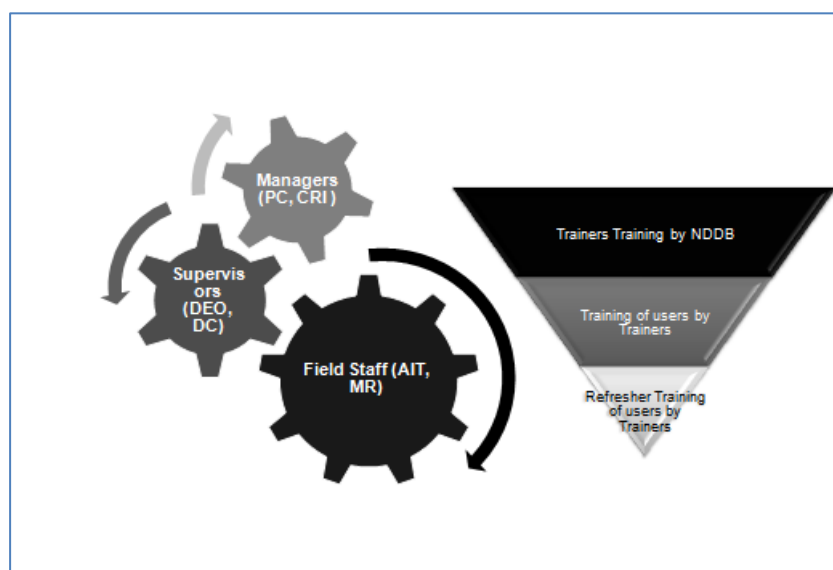 Managers
(PC, CRI )
Supervis
ors
(DEO,
DC)
Field Staff (AIT,
MR)
Trainers Training by NDDB
Training of users by
Trainers
Refresher Training
of users by
Trainers